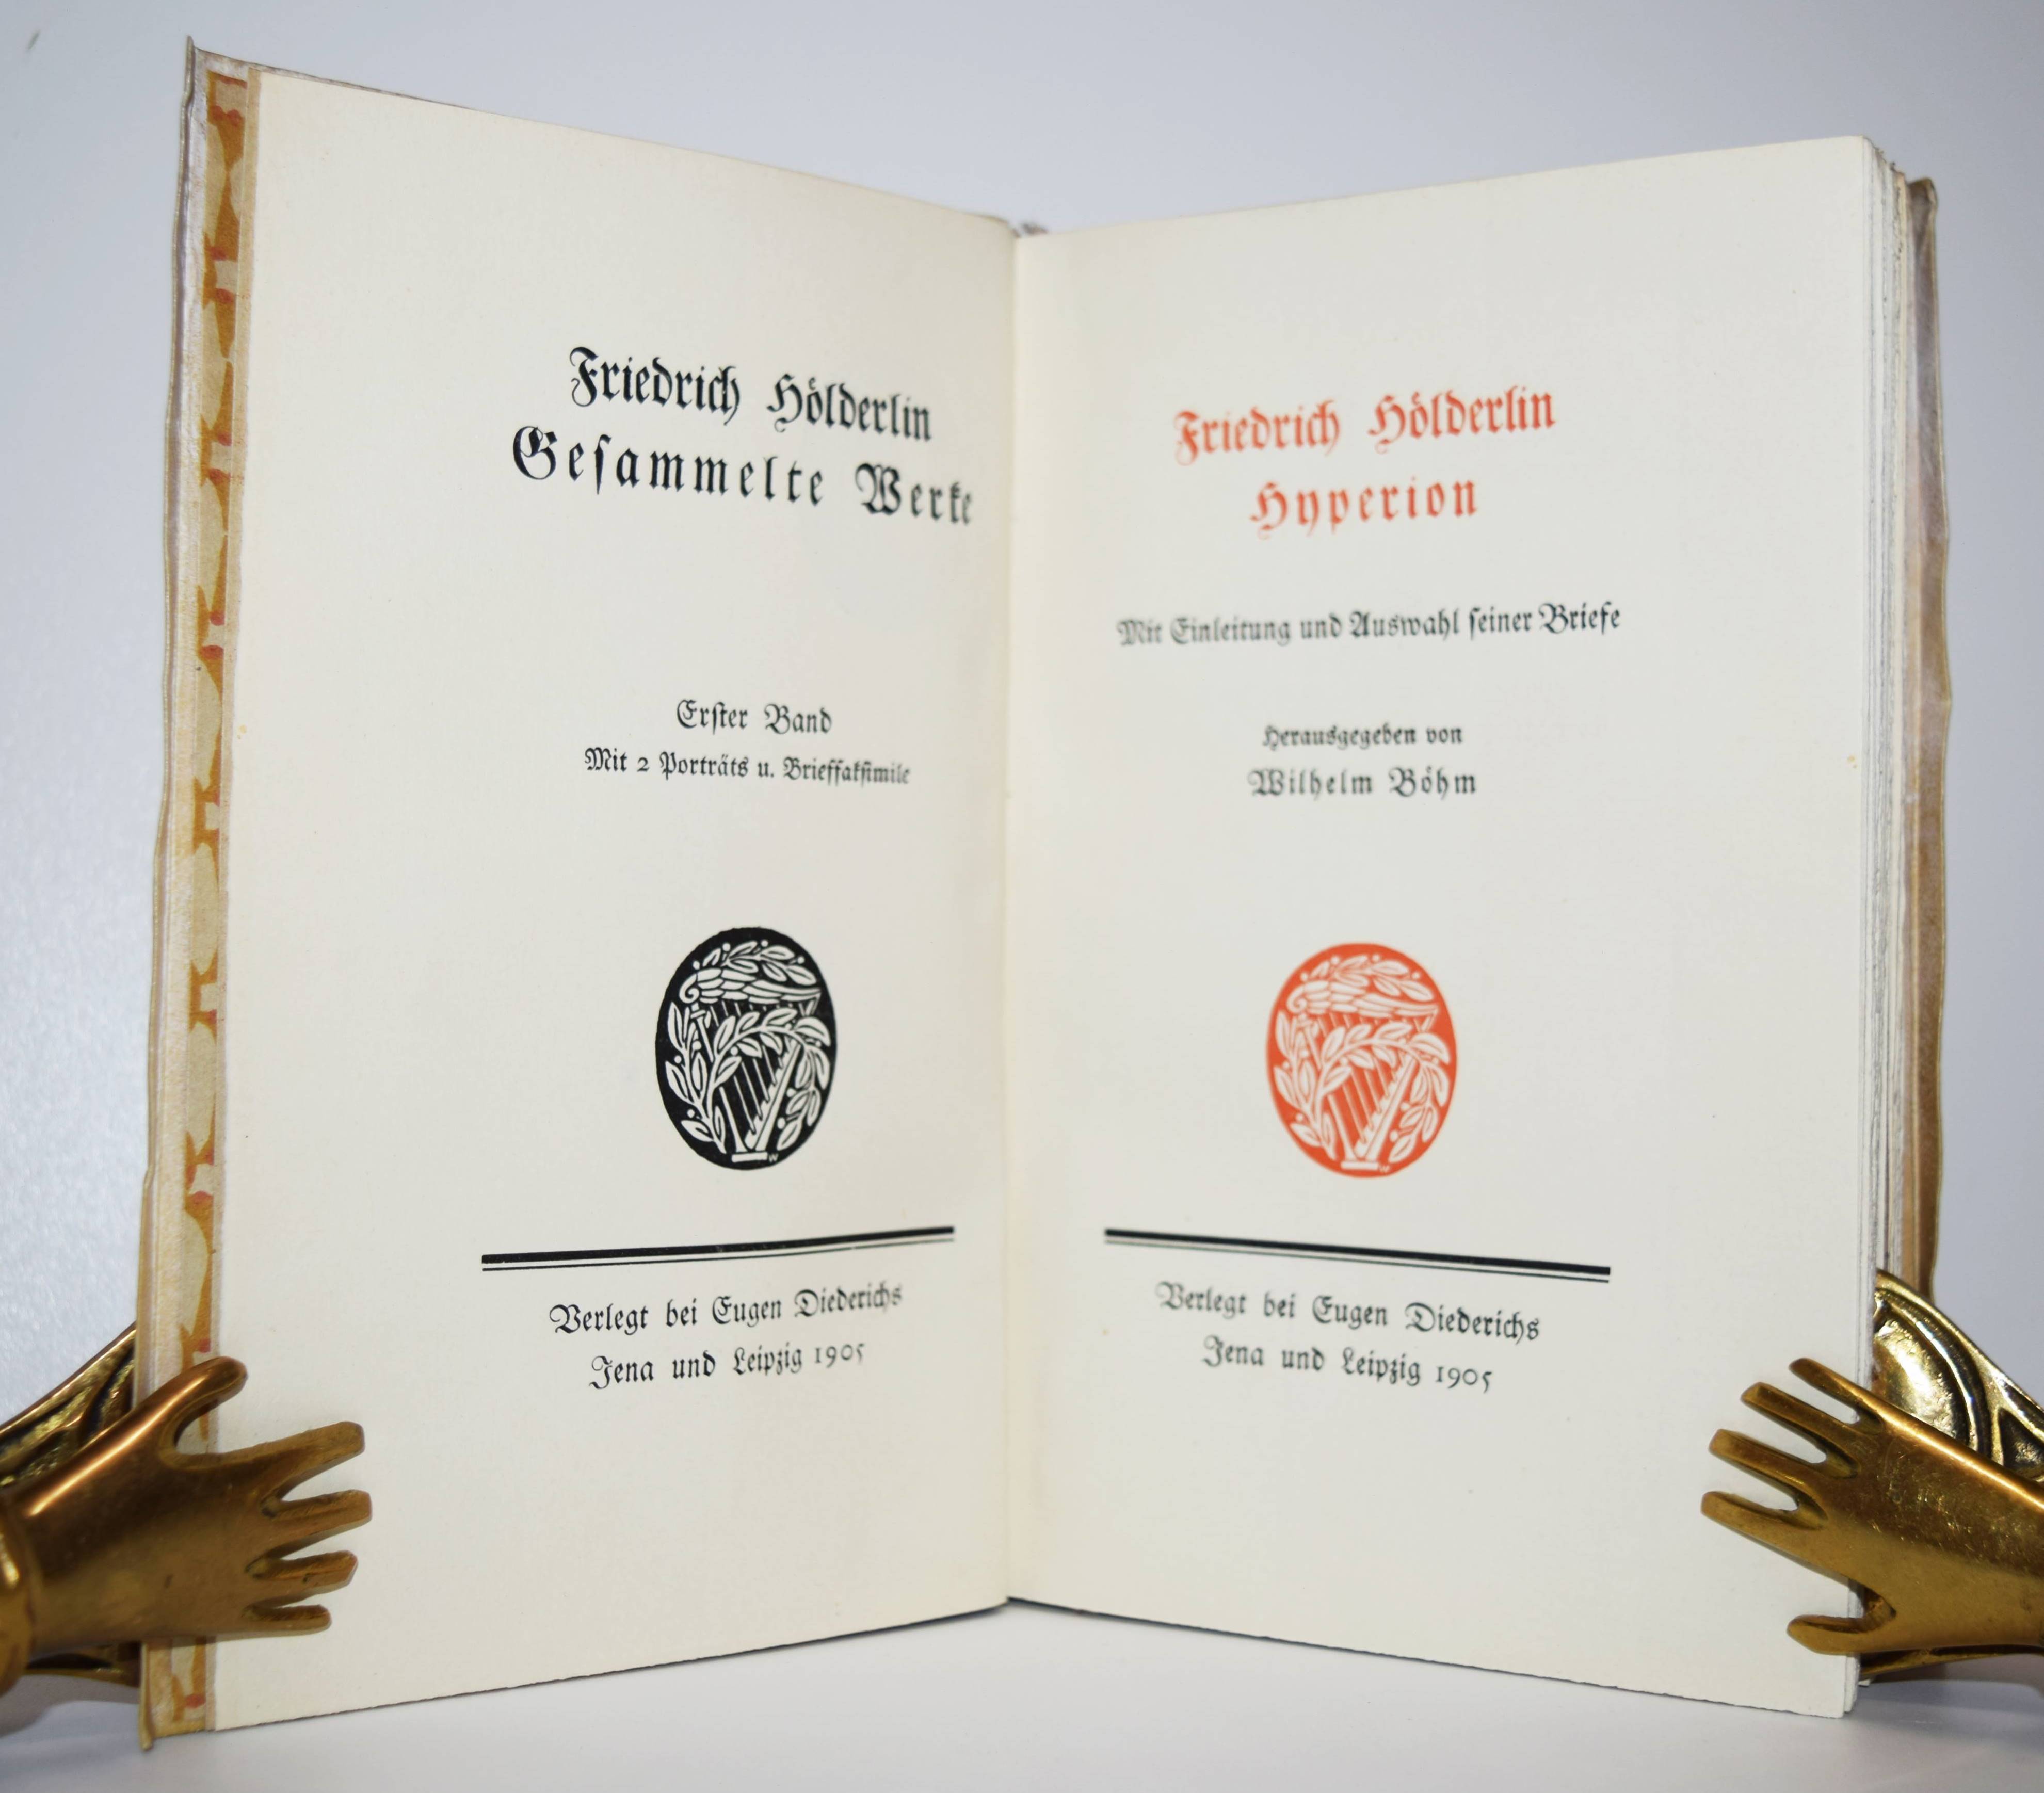 Friedrich Hölderlin
Gesammelte Werke
Erster Band
Mit 2 Porträts u. Brieffaksimile
Verlegt bei Eugen Diederichs
Jena und Leipzig 1905
Friedrich Hölderlin
Hyperion
Mit Einleitung und Auswahl seiner Briefe
Herausgegeben von
Wilhelm Böhm
Verlegt bei Eugen Diederichs
Jena und Leipzig 1905